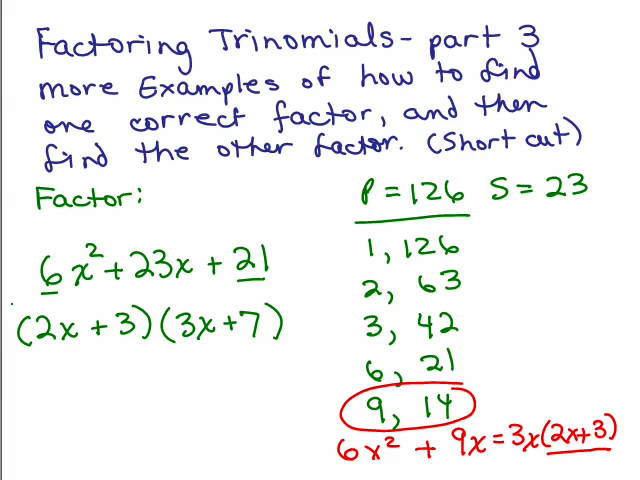 Factoring Trinomials - part 3
more Examples of how to find
one correct factor, and then
find the other factor. (Short cut)
Factor:
P = 126 S = 23
6x² + 23x + 21
(2x + 3)(3x + 7)
1, 126
2, 63
3, 42
6, 21
9, 14
6x² + 9x = 3x(2x+3)